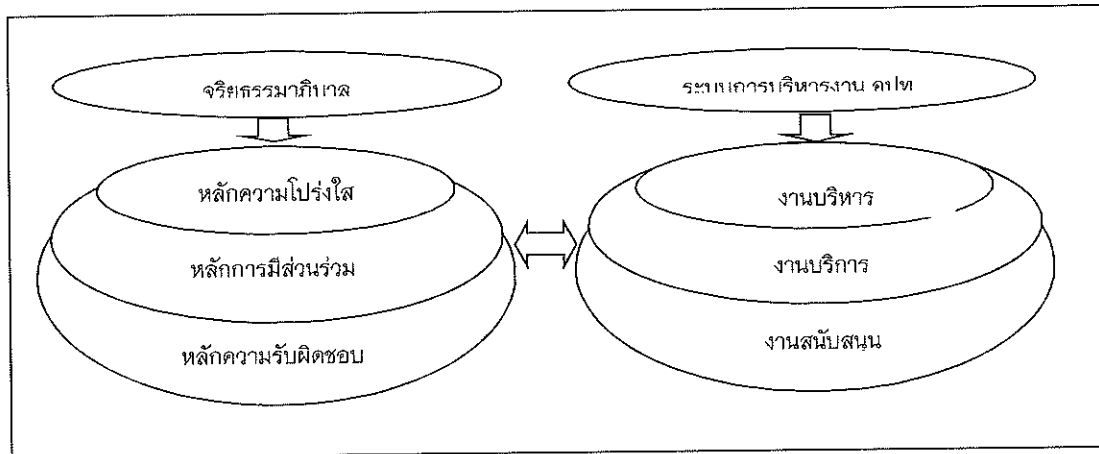 จริยธรรมาภิบาล
หลักความโปร่งใส
หลักการมีส่วนร่วม
หลักความรับผิดชอบ
ระบบการบริหารงาน คปท
งานบริหาร
งานบริการ
งานสนับสนุน